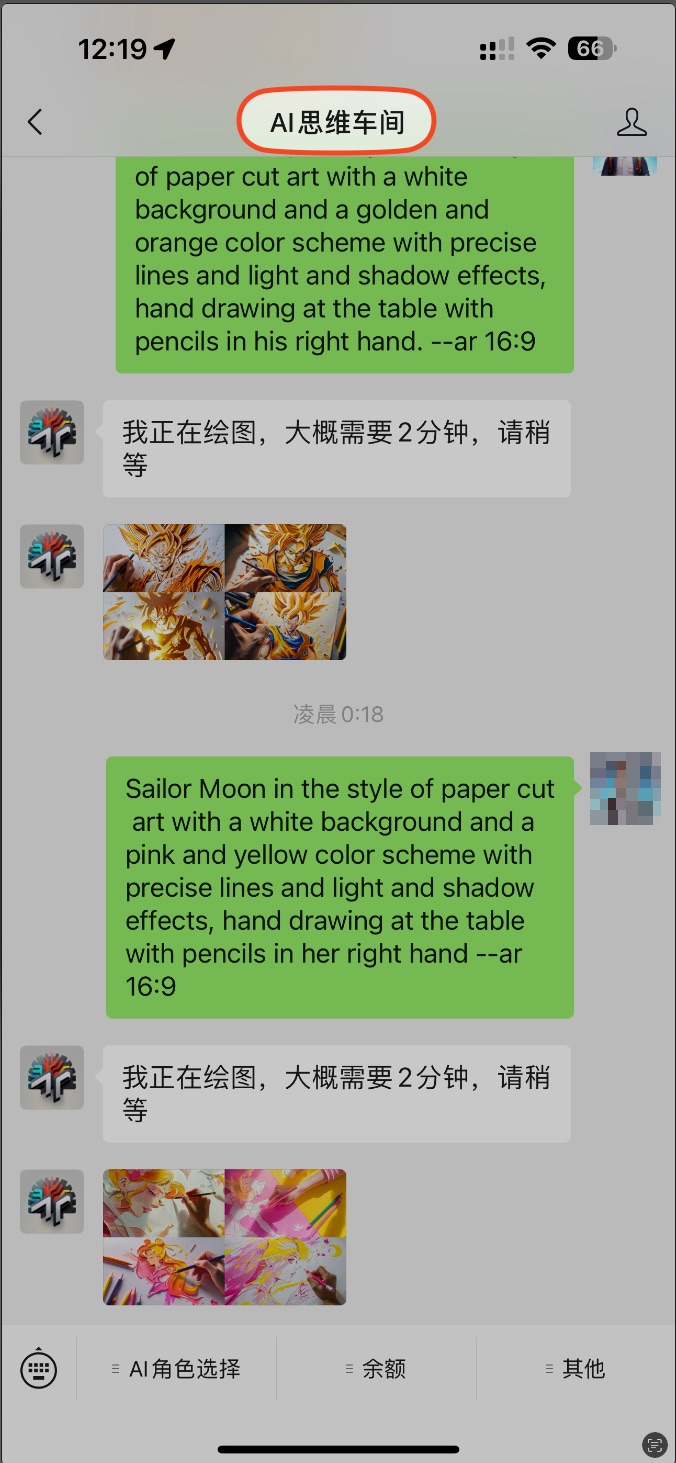 12:19
66
AI思维车间
of paper cut art with a white
background and a golden and
orange color scheme with precise
lines and light and shadow effects,
hand drawing at the table with
pencils in his right hand. --ar 16:9
我正在绘图，大概需要2分钟，请稍
等
凌晨0:18
Sailor Moon in the style of paper cut
art with a white background and a
pink and yellow color scheme with
precise lines and light and shadow
effects, hand drawing at the table
with pencils in her right hand --ar
16:9
我正在绘图，大概需要2分钟，请稍
等
AI角色选择
余额
其他